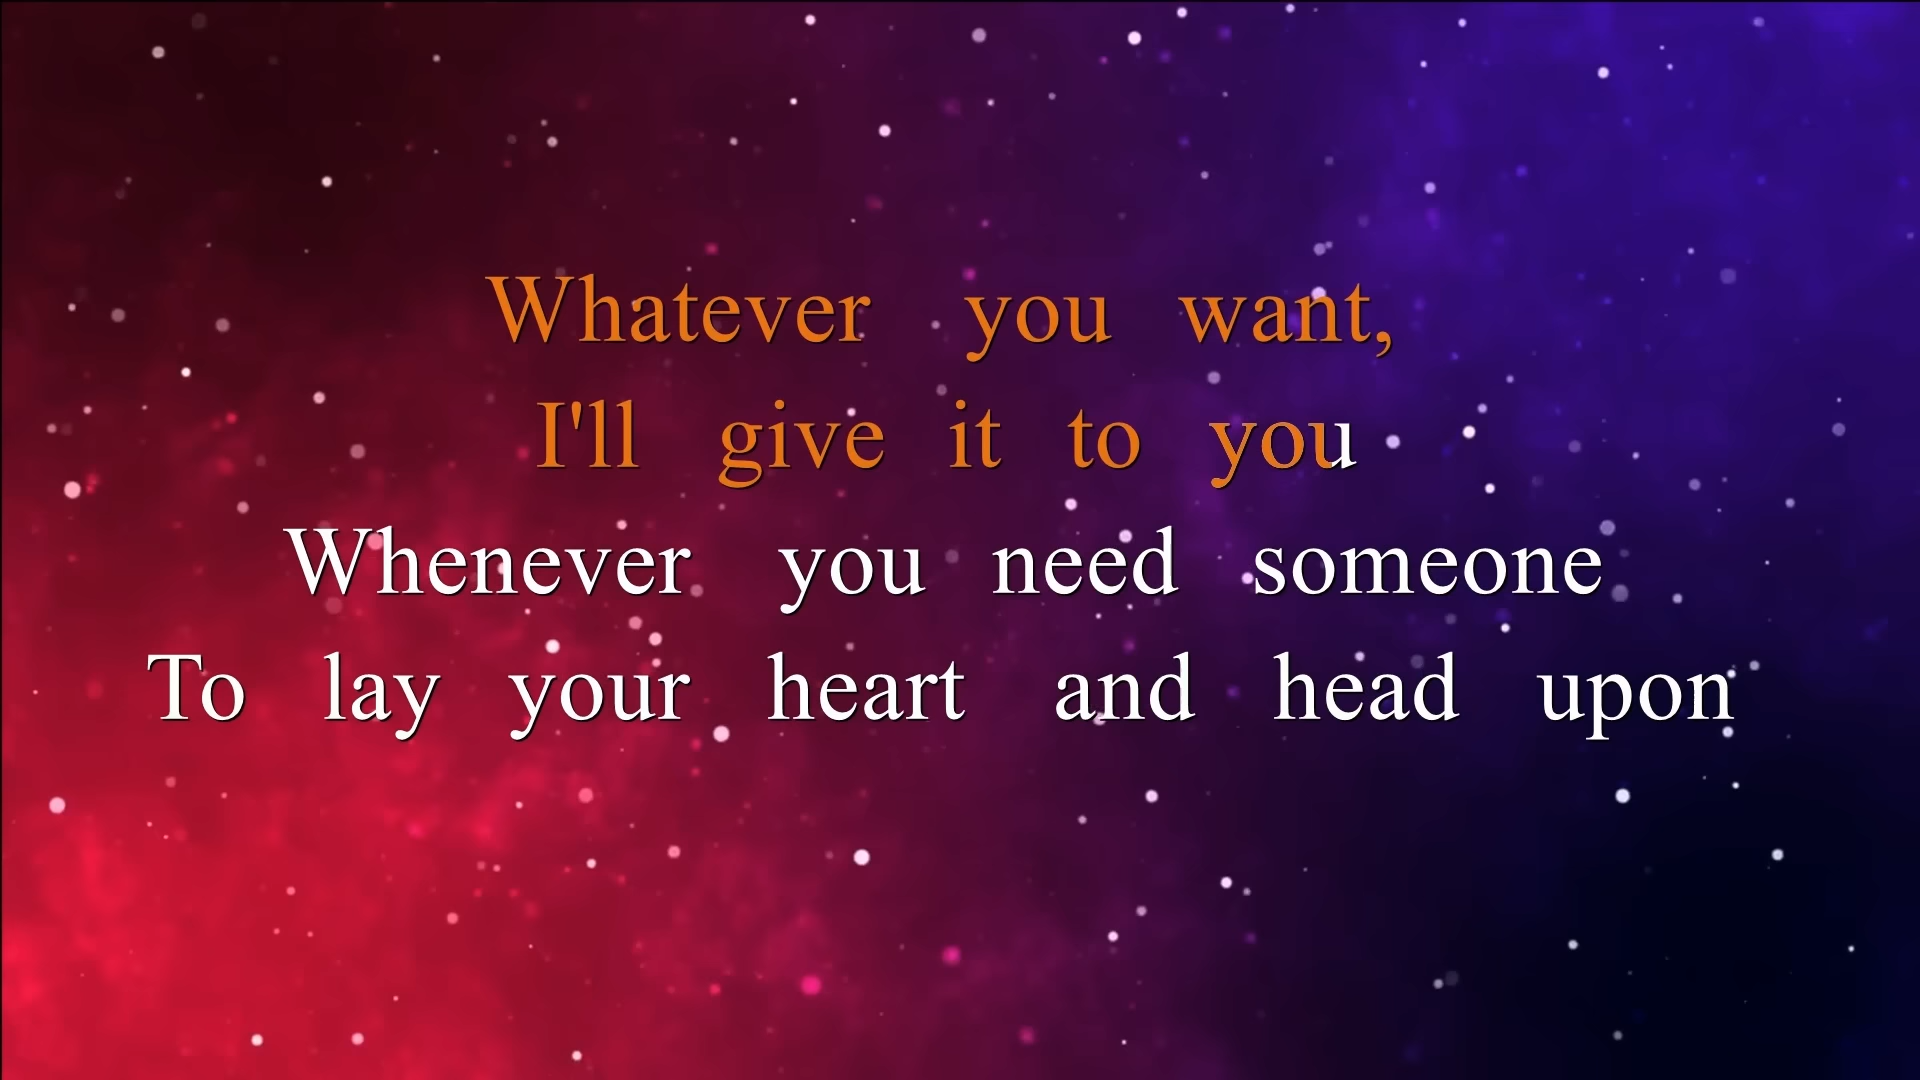 Whatever you want,
I'll give it to you
Whenever you need someone
To lay your heart and head upon